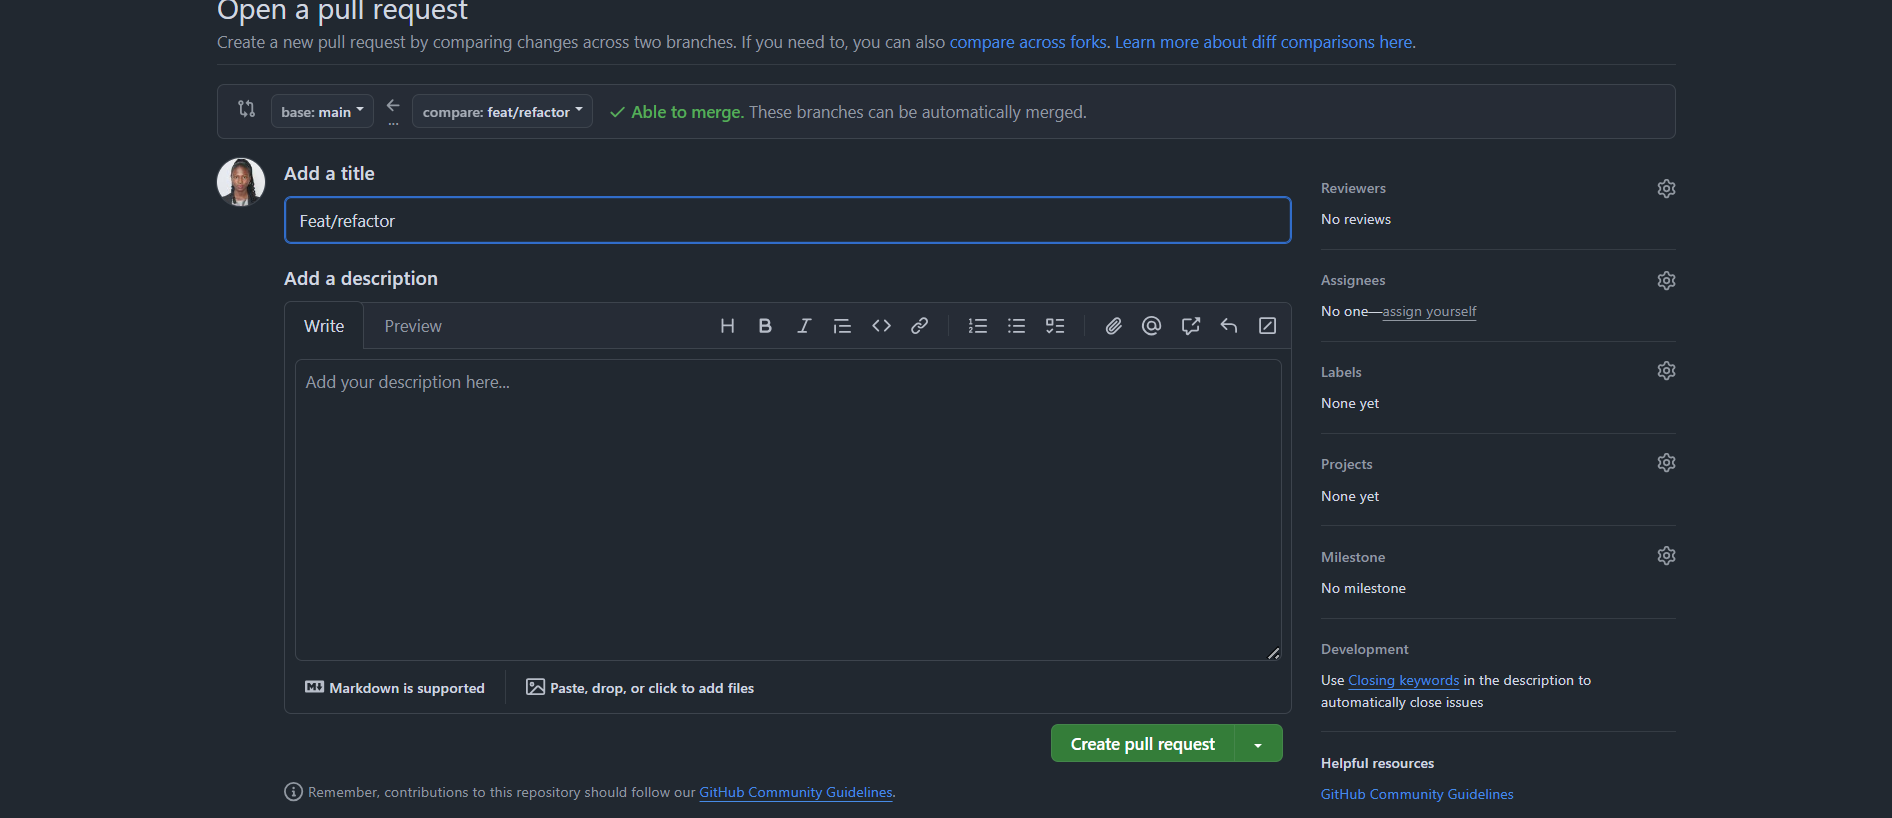 Open a pull request
Create a new pull request by comparing changes across two branches. If you need to, you can also compare across forks. Learn more about diff comparisons here.
base: main
...
compare: feat/refactor
Able to merge. These branches can be automatically merged.
Add a title
Feat/refactor
Add a description
Write
Preview
Add your description here...
Markdown is supported
Paste, drop, or click to add files
Create pull request
Remember, contributions to this repository should follow our GitHub Community Guidelines.
Reviewers
No reviews
Assignees
No one—assign yourself
Labels
None yet
Projects
None yet
Milestone
No milestone
Development
Use Closing keywords in the description to
automatically close issues
Helpful resources
GitHub Community Guidelines